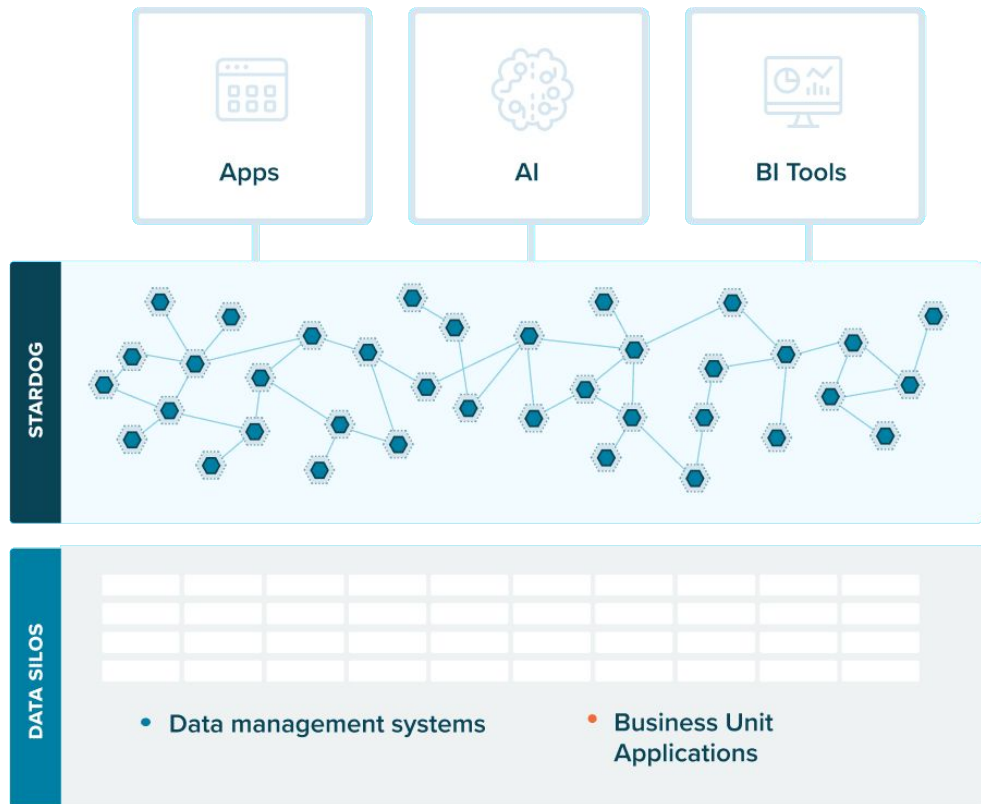 Apps
AI
BI Tools
STARDOG
DATA SILOS
• Data management systems
• Business Unit
Applications